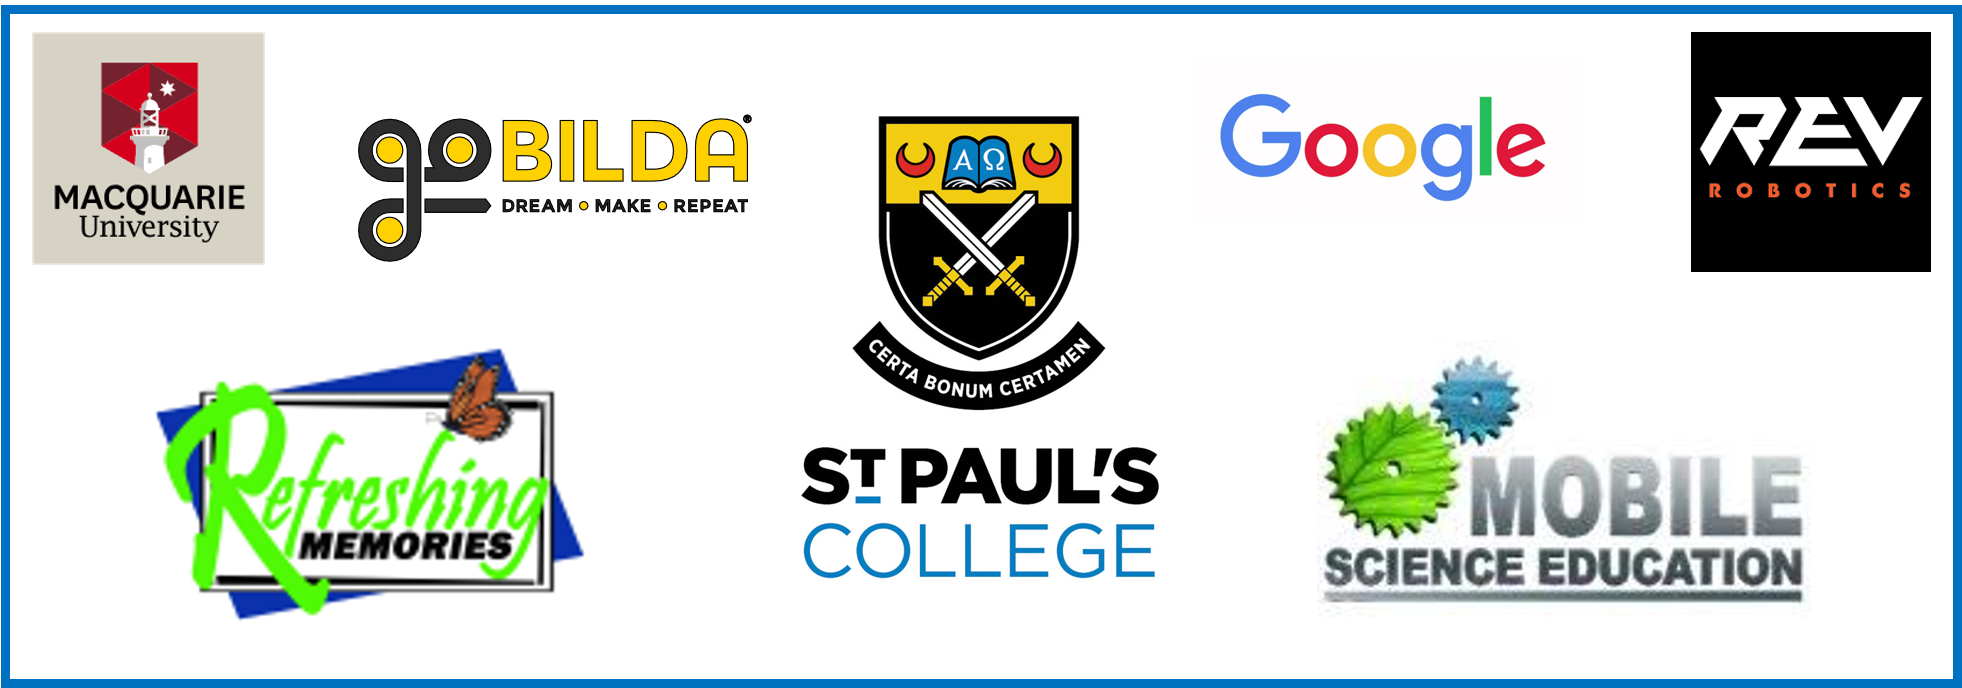 MACQUARIE
University
goBILDA®
DREAM • MAKE • REPEAT
Α Ω
CERTA BONUM CERTAMEN
ST PAUL'S
COLLEGE
Google
REV
ROBOTICS
Refreshing
MEMORIES
MOBILE
SCIENCE EDUCATION